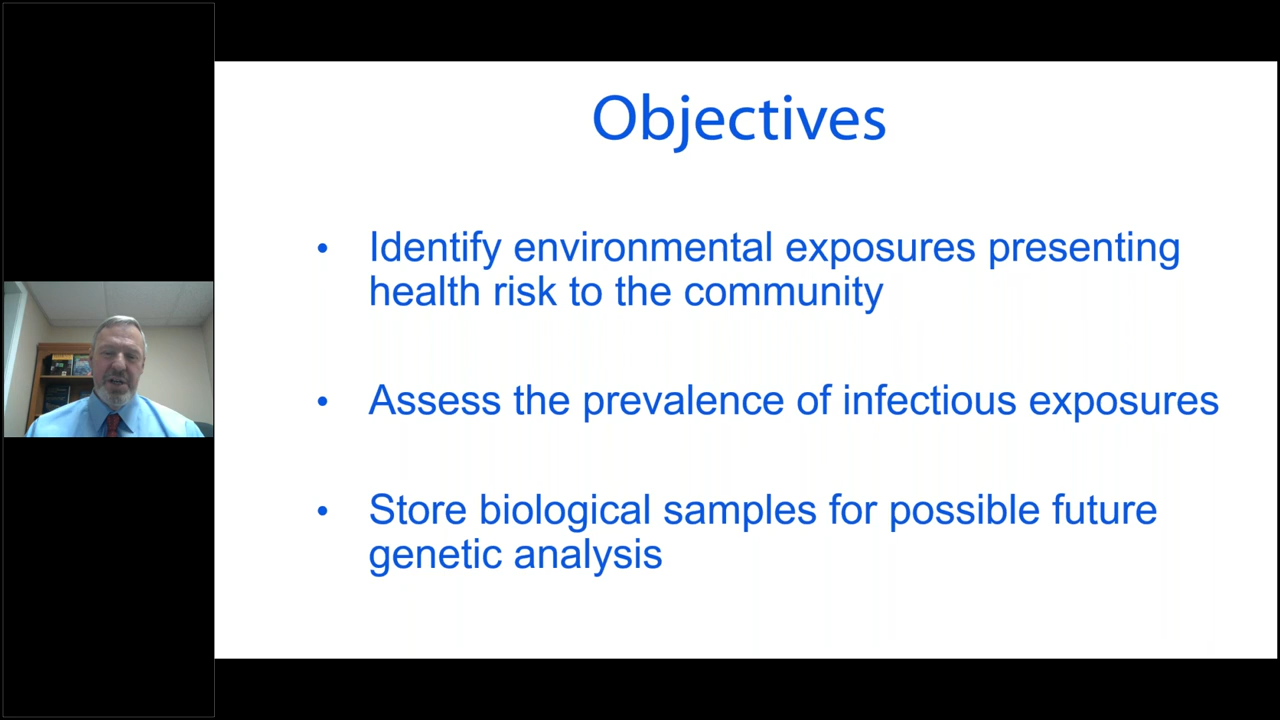 Objectives
• Identify environmental exposures presenting
health risk to the community
• Assess the prevalence of infectious exposures
• Store biological samples for possible future
genetic analysis